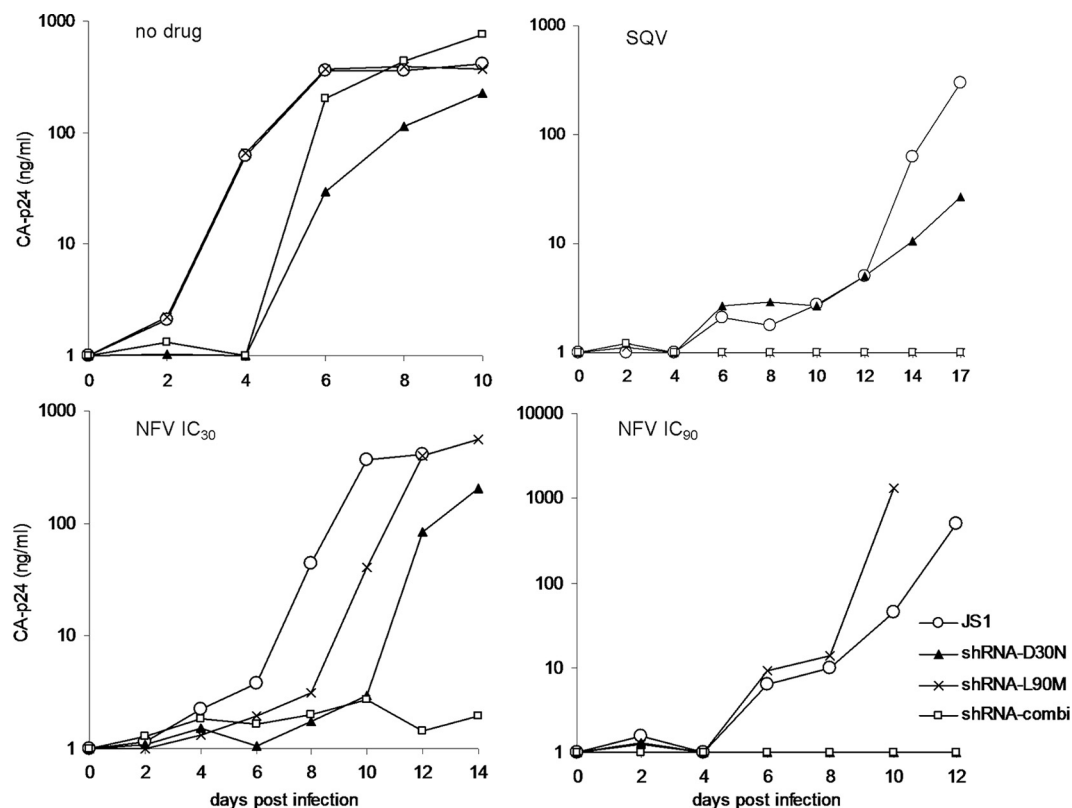 no drug
CA-p24 (ng/ml)
1000
100
10
1
0 2 4 6 8 10
SQV
1000
100
10
1
0 2 4 6 8 10 12 14 17
NFV IC30
CA-p24 (ng/ml)
1000
100
10
1
0 2 4 6 8 10 12 14
days post infection
NFV IC90
10000
1000
100
10
1
0 2 4 6 8 10 12
days post infection
JS1
shRNA-D30N
shRNA-L90M
shRNA-combi